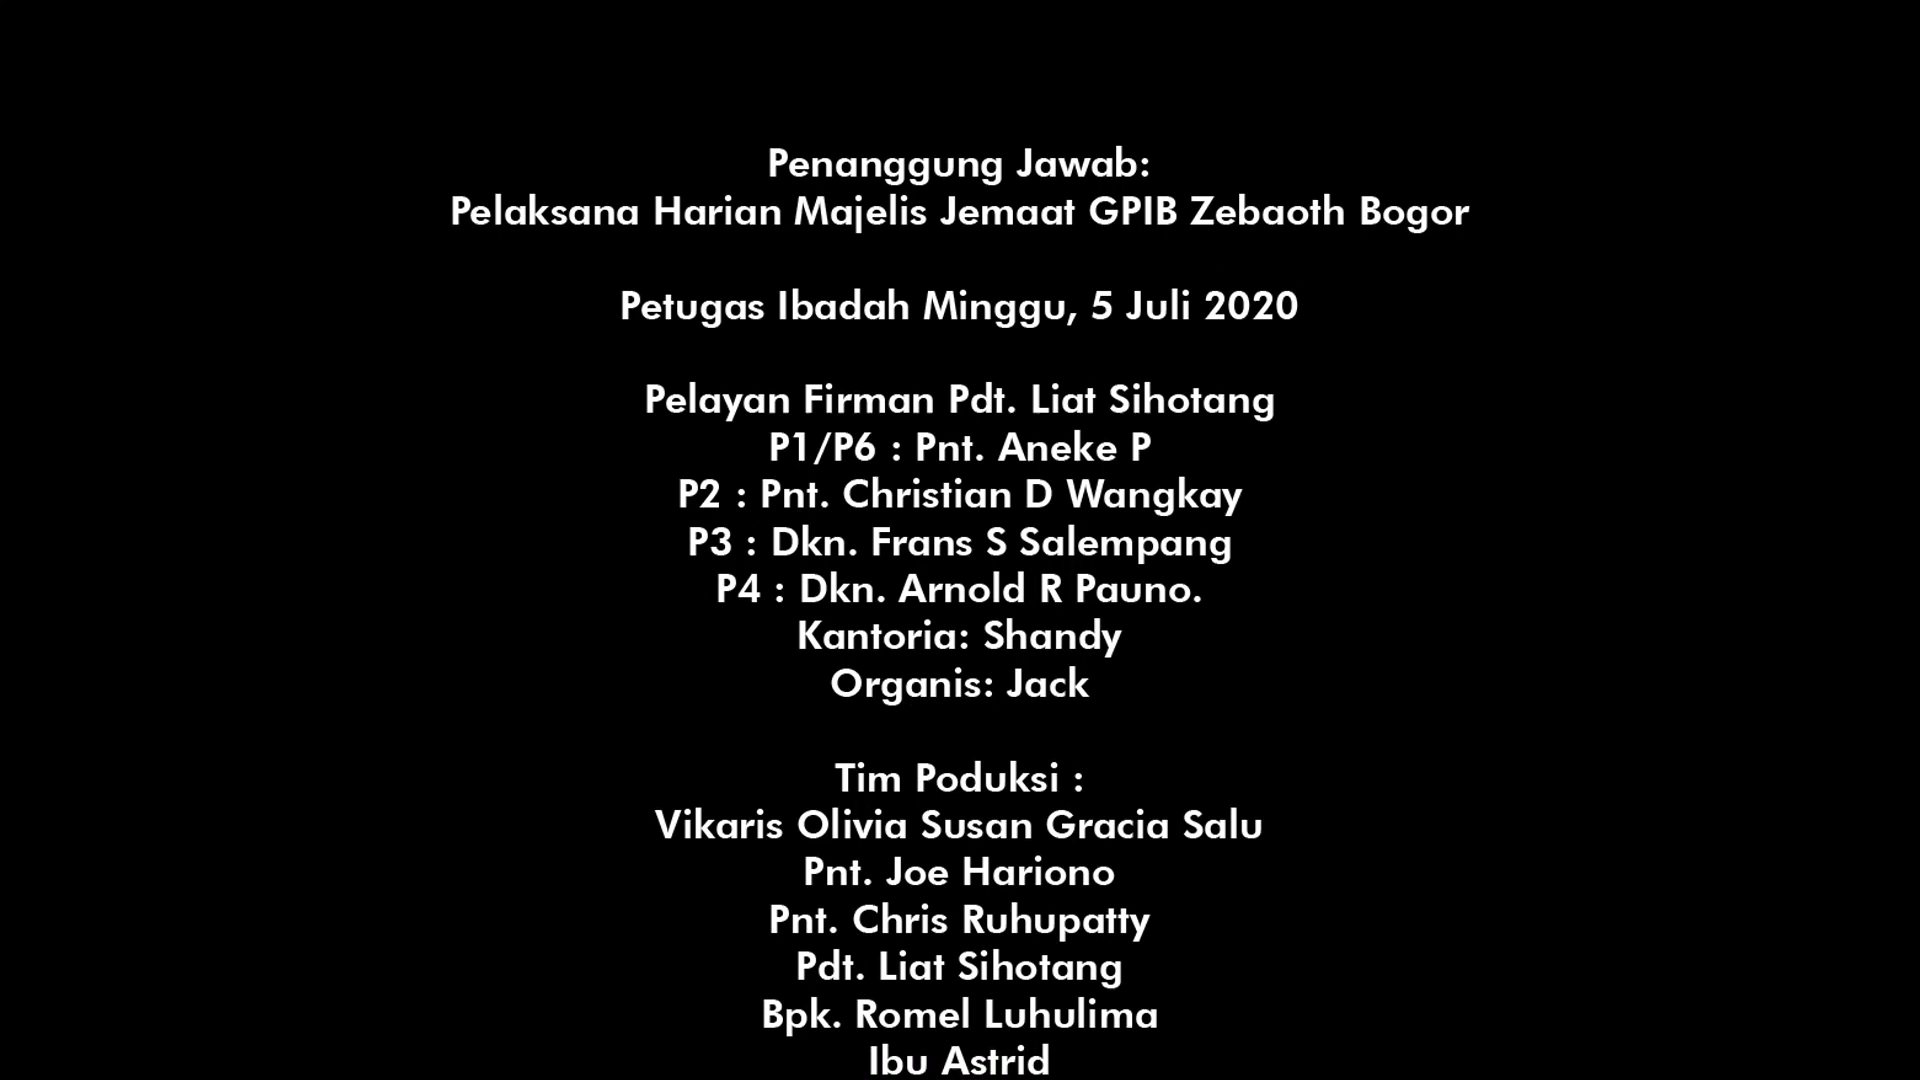 Penanggung Jawab:
Pelaksana Harian Majelis Jemaat GPIB Zebaoth Bogor
Petugas Ibadah Minggu, 5 Juli 2020
Pelayan Firman Pdt. Liat Sihotang
P1/P6 : Pnt. Aneke P
P2 : Pnt. Christian D Wangkay
P3 : Dkn. Frans S Salempang
P4 : Dkn. Arnold R Pauno.
Kantoria: Shandy
Organis: Jack
Tim Poduksi :
Vikaris Olivia Susan Gracia Salu
Pnt. Joe Hariono
Pnt. Chris Ruhupatty
Pdt. Liat Sihotang
Bpk. Romel Luhulima
Ibu Astrid